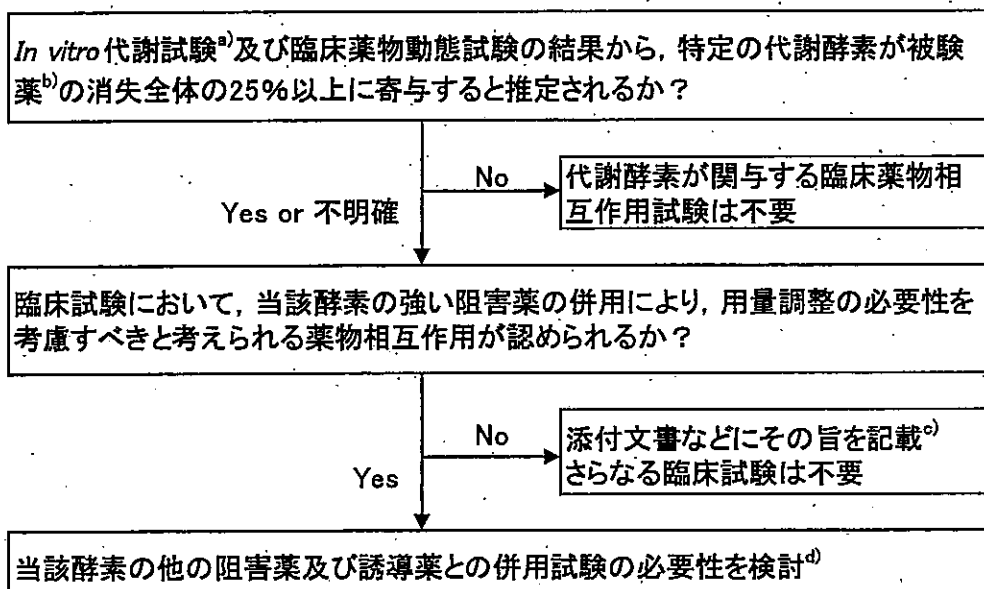 In vitro代謝試験a)及び臨床薬物動態試験の結果から，特定の代謝酵素が被験
薬b)の消失全体の25%以上に寄与すると推定されるか？
No
代謝酵素が関与する臨床薬物相
互作用試験は不要
Yes or 不明確
臨床試験において，当該酵素の強い阻害薬の併用により，用量調整の必要性を
考慮すべきと考えられる薬物相互作用が認められるか？
No
添付文書などにその旨を記載c)
さらなる臨床試験は不要
Yes
当該酵素の他の阻害薬及び誘導薬との併用試験の必要性を検討d)